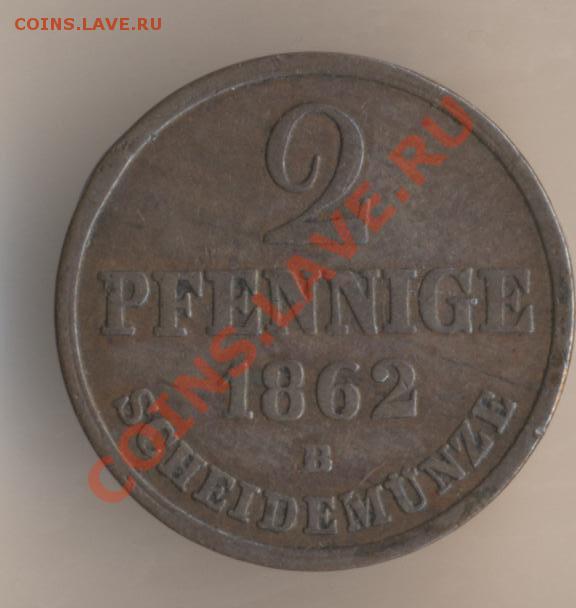 COINS.LAVE.RU
2
PFENNIGE
1862
B
SCHEIDEMÜNZE
COINS.LAVE.RU